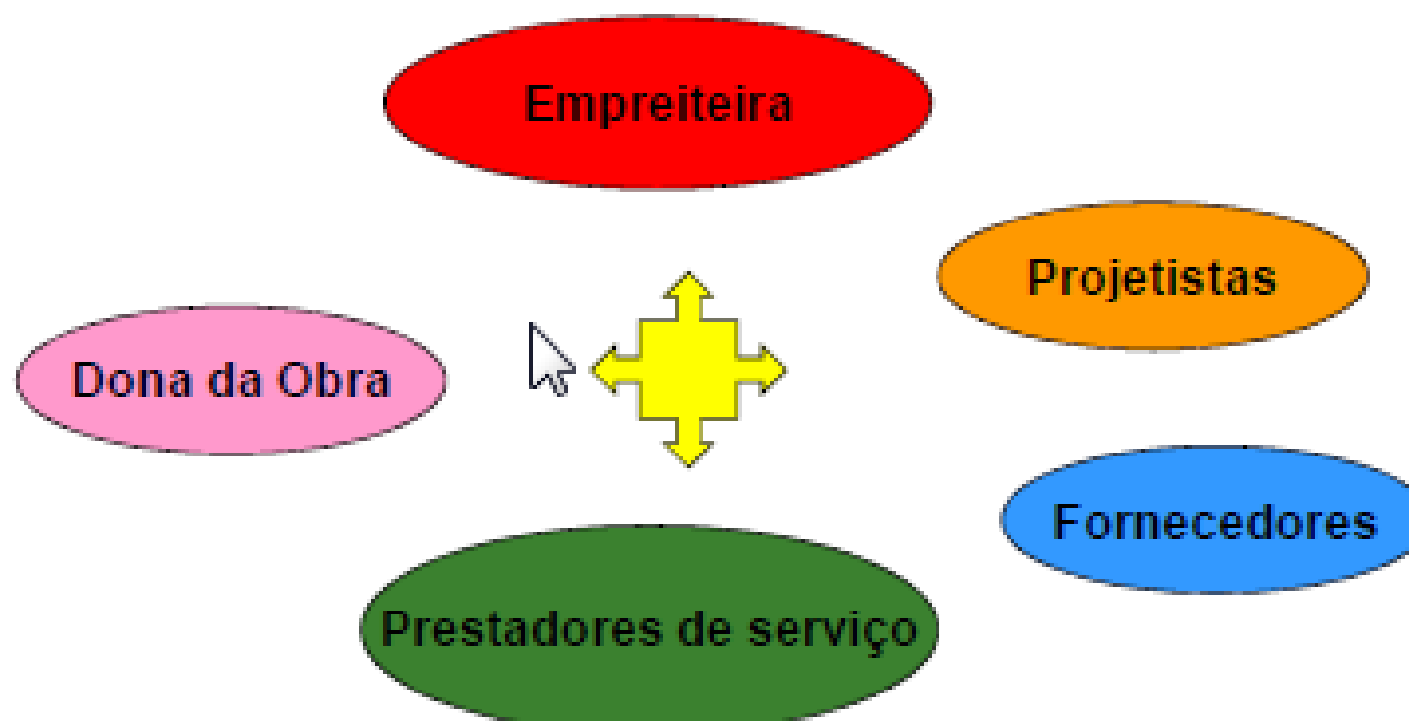 Empreiteira
Projetistas
Dona da Obra
Fornecedores
Prestadores de serviço